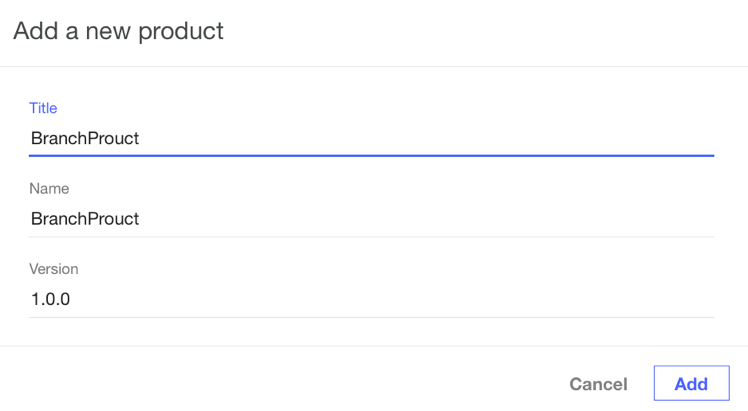 Add a new product
Title
BranchProuct
Name
BranchProuct
Version
1.0.0
Cancel Add